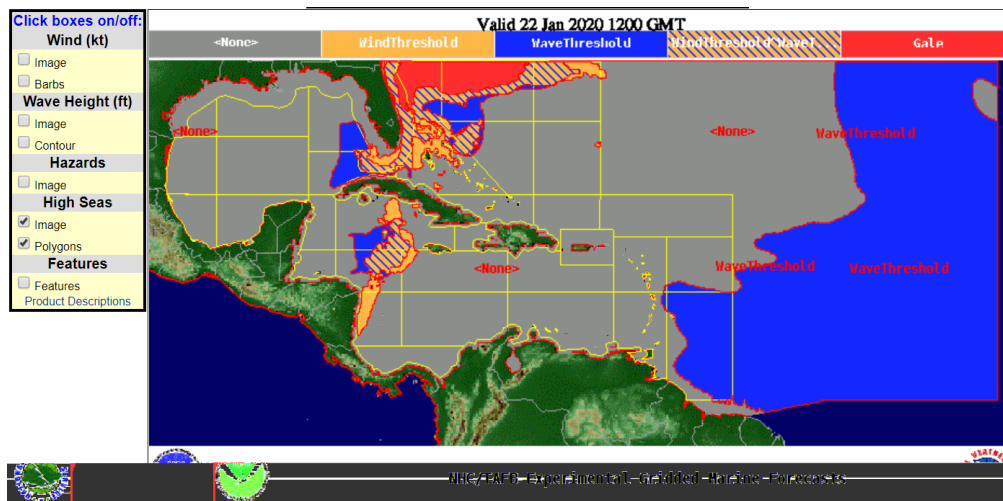 Click boxes on/off:
Wind (kt)
Image
Barbs
Wave Height (ft)
Image
Contour
Hazards
Image
High Seas
Image
Polygons
Features
Features
Product Descriptions
Valid 22 Jan 2020 1200 GMT
<None> WindThreshold WaveThreshold Gale
<None> <None> WaveThreshold
<None> WaveThreshold WaveThreshold
NHC/TAFB Experimental Gridded Marine Forecasts